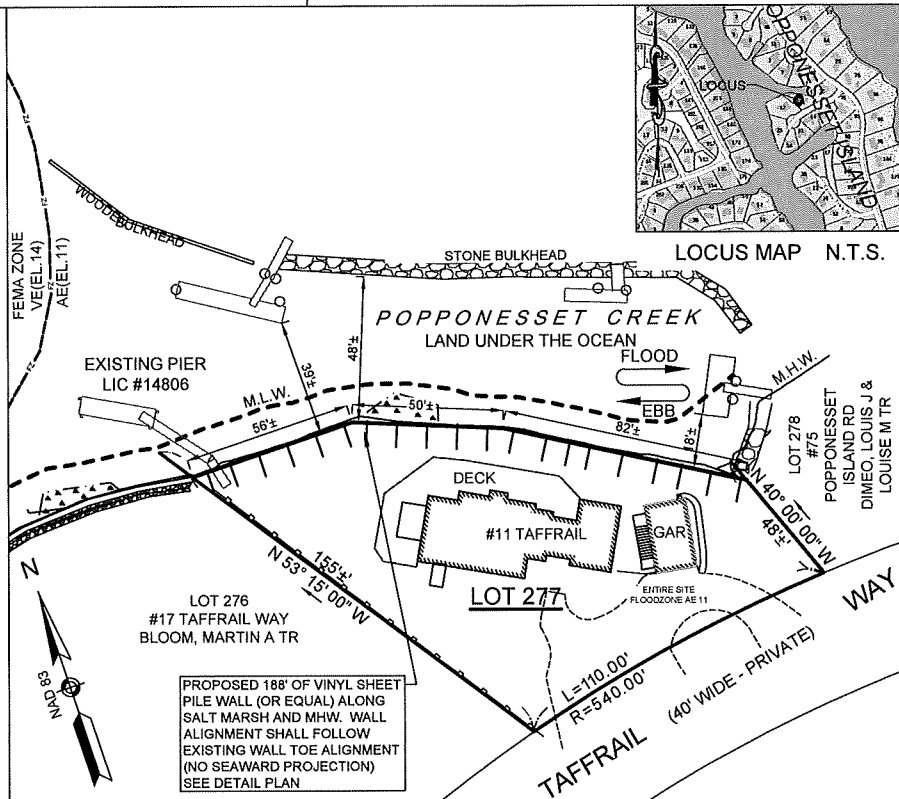 POPPONESSET ISLAND
LOCUS
LOCUS MAP N.T.S.
FEMA ZONE
VE(EL.14)
AE(EL.11)
WOODEBULKHEAD
STONE BULKHEAD
POPPONESSET CREEK
LAND UNDER THE OCEAN
FLOOD
EBB
M.H.W.
EXISTING PIER
LIC #14806
M.L.W.
39'±
48'±
56'±
50'±
82'±
18'±
LOT 278
#75
POPPONESSET
ISLAND RD
DIMEO, LOUIS J &
LOUISE M TR
N 40° 00' 00" W
48'±
DECK
#11 TAFFRAIL
GAR
LOT 277
ENTIRE SITE
FLOODZONE AE 11
155'±
N 53° 15' 00" W
N
NAD 83
LOT 276
#17 TAFFRAIL WAY
BLOOM, MARTIN A TR
PROPOSED 188' OF VINYL SHEET
PILE WALL (OR EQUAL) ALONG
SALT MARSH AND MHW. WALL
ALIGNMENT SHALL FOLLOW
EXISTING WALL TOE ALIGNMENT
(NO SEAWARD PROJECTION)
SEE DETAIL PLAN
L=110.00'
R=540.00'
TAFFRAIL WAY
(40' WIDE - PRIVATE)